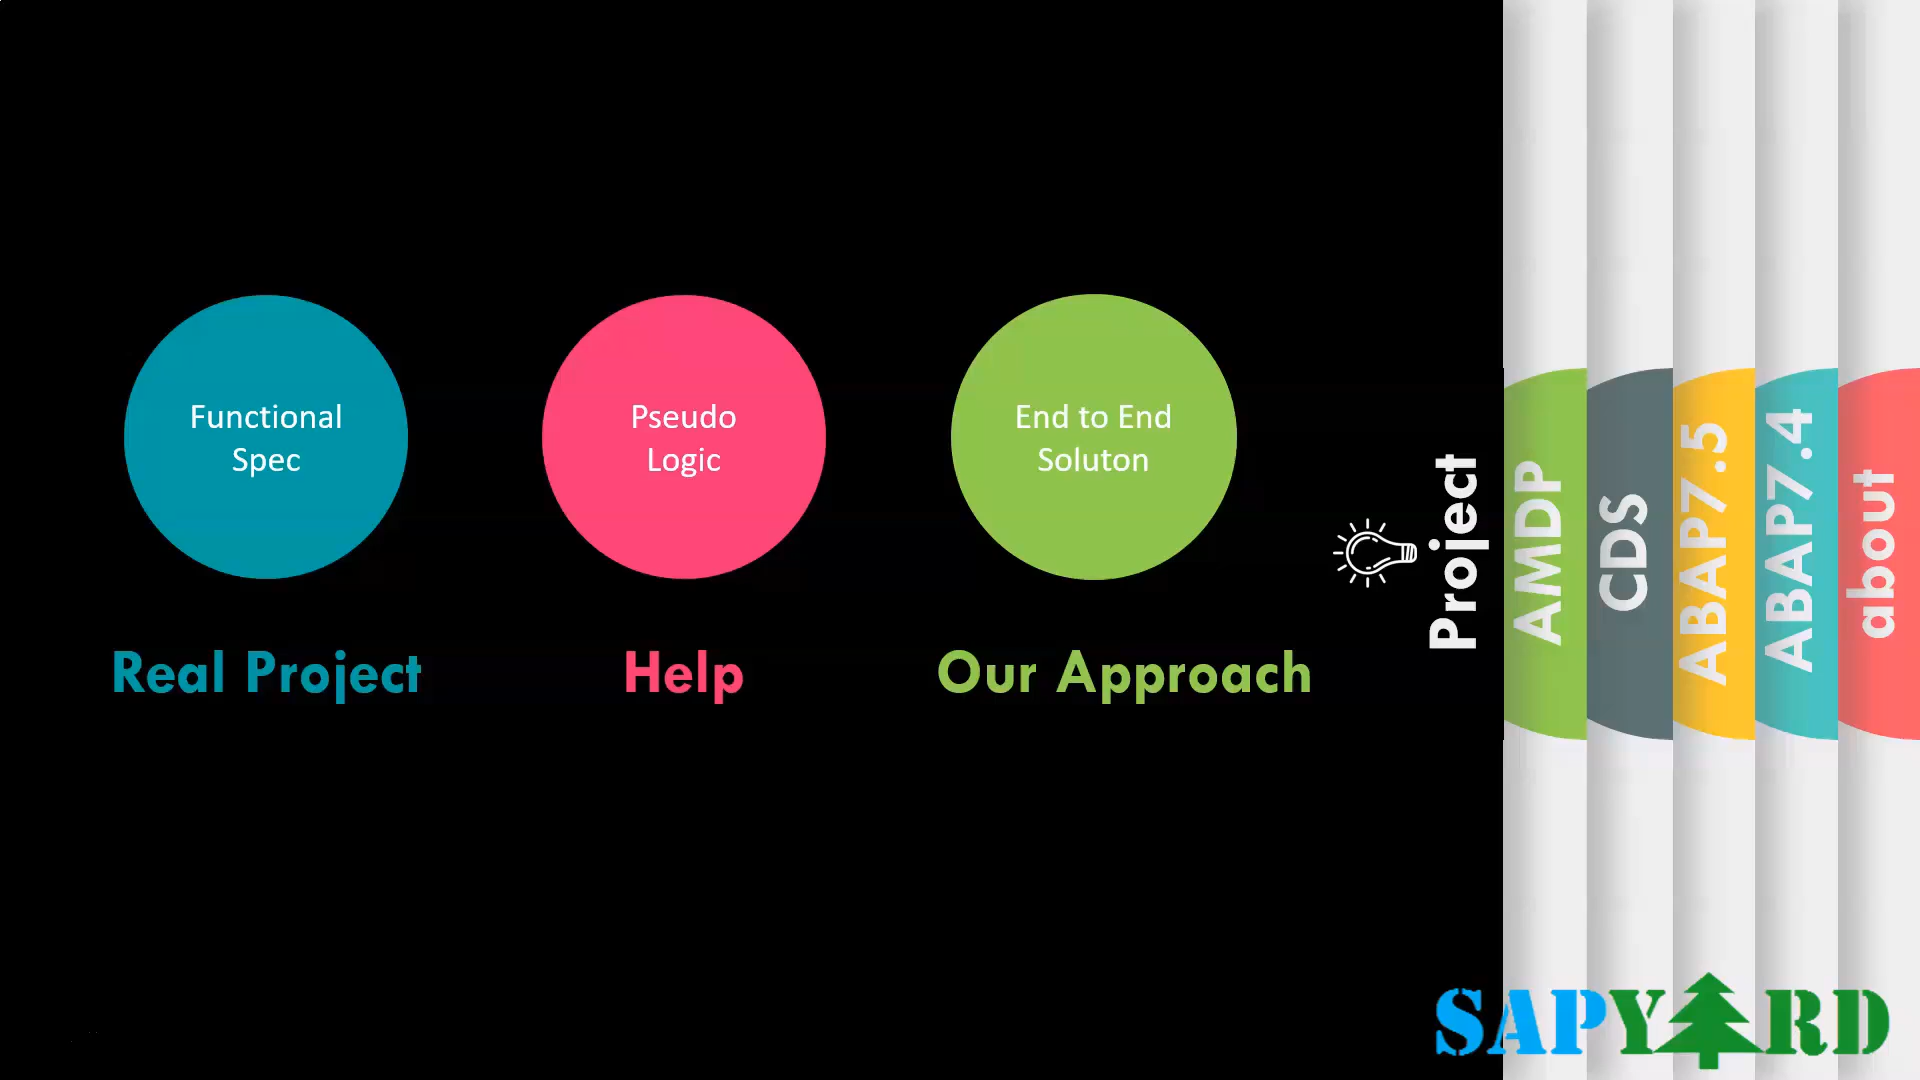 Functional
Spec
Real Project
Pseudo
Logic
Help
End to End
Soluton
Our Approach
Project
AMDP
CDS
ABAP7.5
ABAP7.4
about
SAPYARD